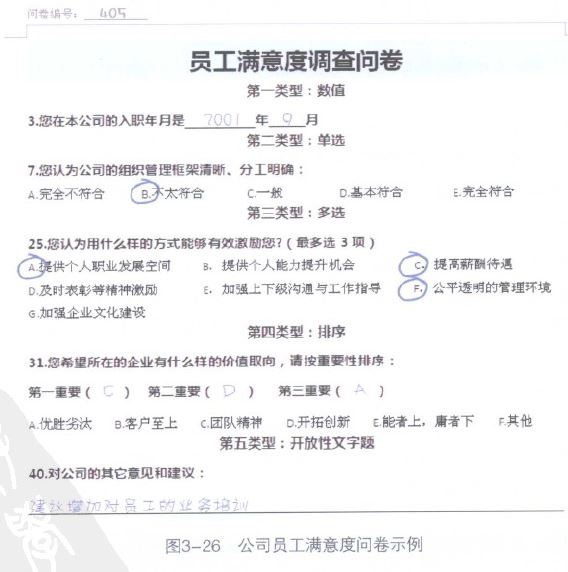 问卷编号：405
员工满意度调查问卷
第一类型：数值
3.您在本公司的入职年月是 2001 年 9 月
第二类型：单选
7.您认为公司的组织管理框架清晰、分工明确：
A.完全不符合 B.不太符合 C.一般 D.基本符合 E.完全符合
第三类型：多选
25.您认为用什么样的方式能够有效激励您？（最多选 3 项）
A.提供个人职业发展空间 B. 提供个人能力提升机会 C. 提高薪酬待遇
D.及时表彰等精神激励 E. 加强上下级沟通与工作指导 F. 公平透明的管理环境
G.加强企业文化建设
第四类型：排序
31.您希望所在的企业有什么样的价值取向，请按重要性排序：
第一重要（ C ） 第二重要（ D ） 第三重要（ A ）
A.优胜劣汰 B.客户至上 C.团队精神 D.开拓创新 E.能者上，庸者下 F.其他
第五类型：开放性文字题
40.对公司的其它意见和建议：
建议增加对员工的业务培训
图3-26 公司员工满意度问卷示例